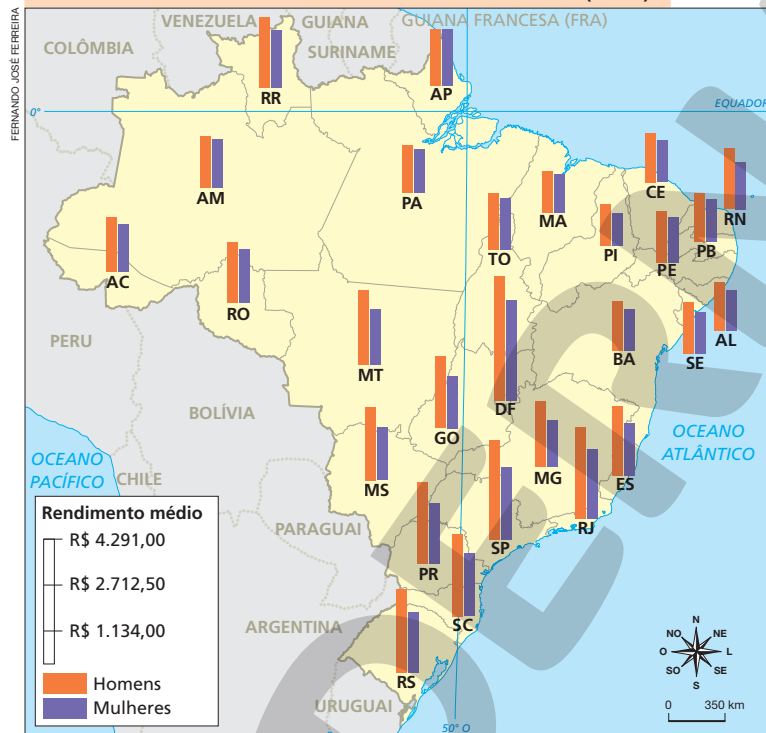 FERNANDO JOSÉ FERREIRA
VENEZUELA
GUIANA
GUIANA FRANCESA (FRA)
COLÔMBIA
SURINAME
RR
AP
0°
EQUADOR
AM
PA
MA
CE
RN
TO
PI
PE
PB
AC
RO
PERU
MT
BA
SE
AL
DF
GO
BOLÍVIA
OCEANO
PACÍFICO
CHILE
MS
MG
ES
OCEANO
ATLÂNTICO
RJ
SP
PARAGUAI
PR
SC
ARGENTINA
RS
URUGUAI
50° O
Rendimento médio
R$ 4.291,00
R$ 2.712,50
R$ 1.134,00
Homens
Mulheres
N
NO
NE
O
L
SO
SE
S
0
350 km